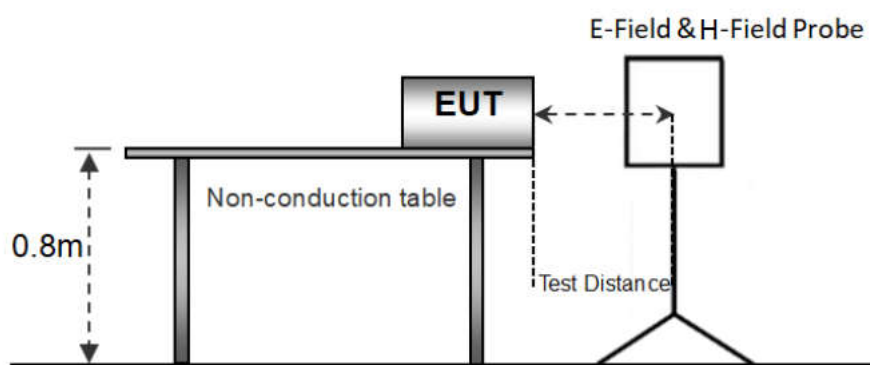 E-Field & H-Field Probe
EUT
Non-conduction table
0.8m
Test Distance